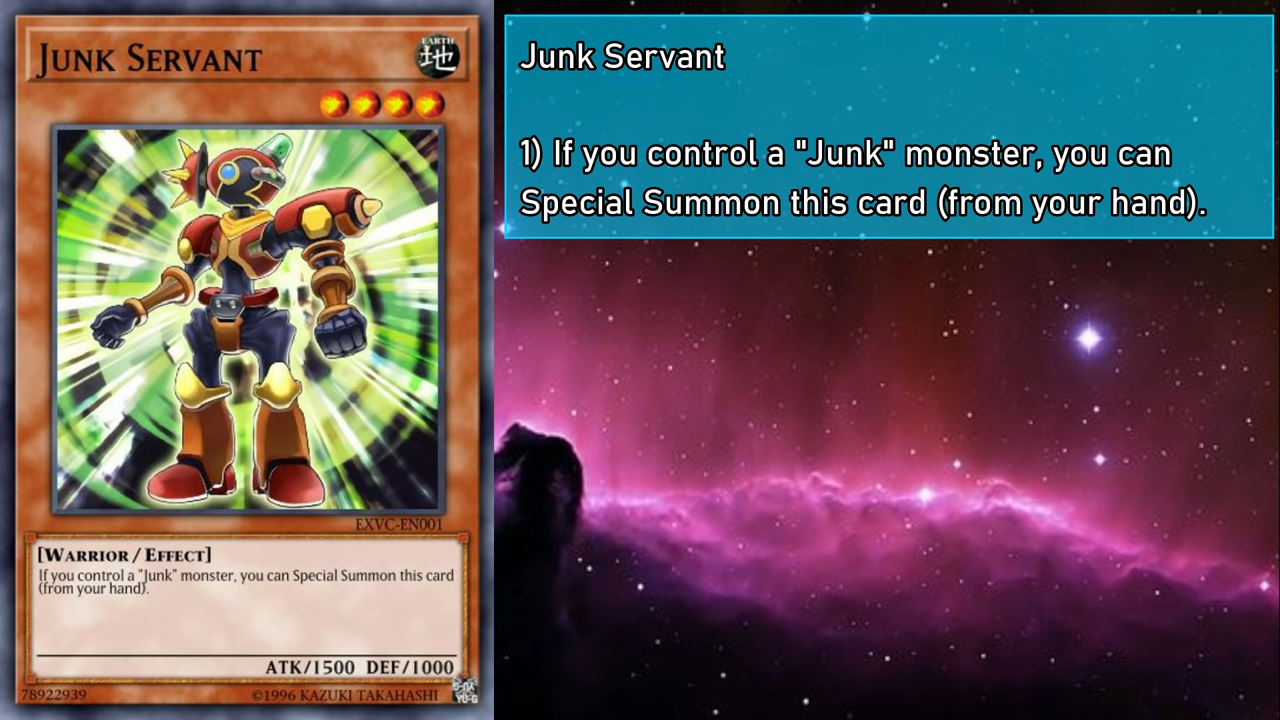 JUNK SERVANT
EARTH
地
EXVC-EN001
[WARRIOR / EFFECT]
If you control a "Junk" monster, you can Special Summon this card
(from your hand).
ATK/1500 DEF/1000
78922939
©1996 KAZUKI TAKAHASHI
Junk Servant
1) If you control a "Junk" monster, you can
Special Summon this card (from your hand).